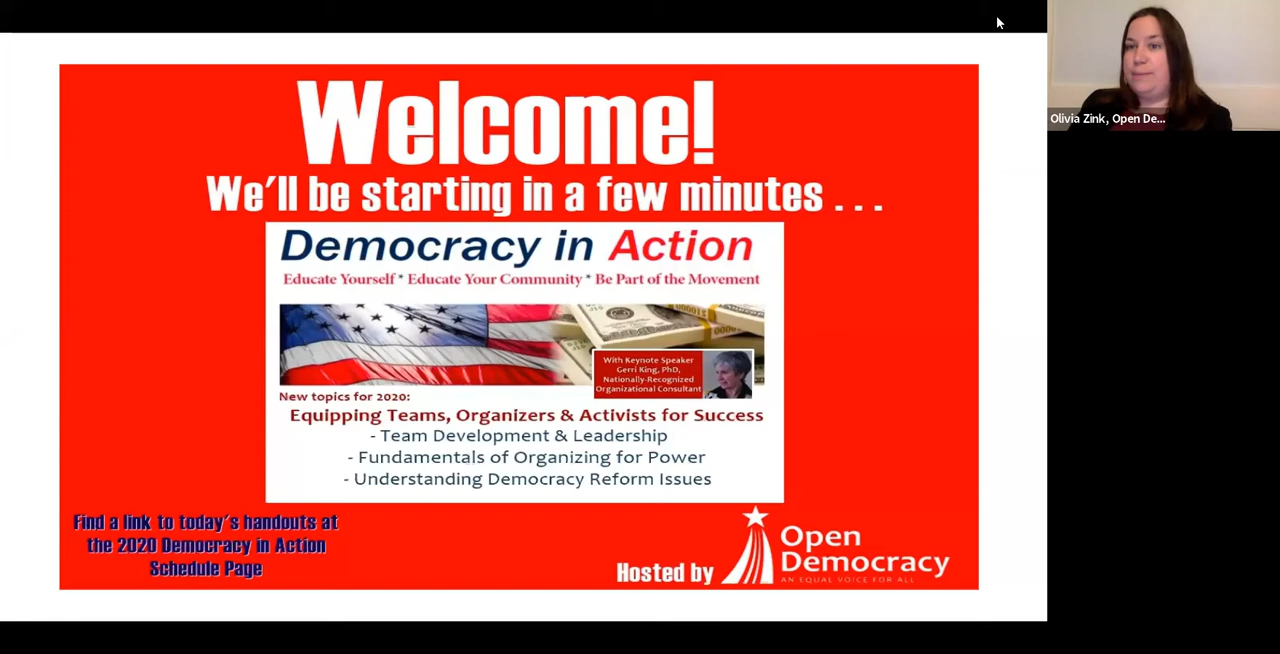 Welcome!
We'll be starting in a few minutes . . .
Democracy in Action
Educate Yourself * Educate Your Community * Be Part of the Movement
With Keynote Speaker
Gerri King, PhD,
Nationally-Recognized
Organizational Consultant
New topics for 2020:
Equipping Teams, Organizers & Activists for Success
- Team Development & Leadership
- Fundamentals of Organizing for Power
- Understanding Democracy Reform Issues
Find a link to today's handouts at
the 2020 Democracy in Action
Schedule Page
Hosted by
Open
Democracy
AN EQUAL VOICE FOR ALL
Olivia Zink, Open De...